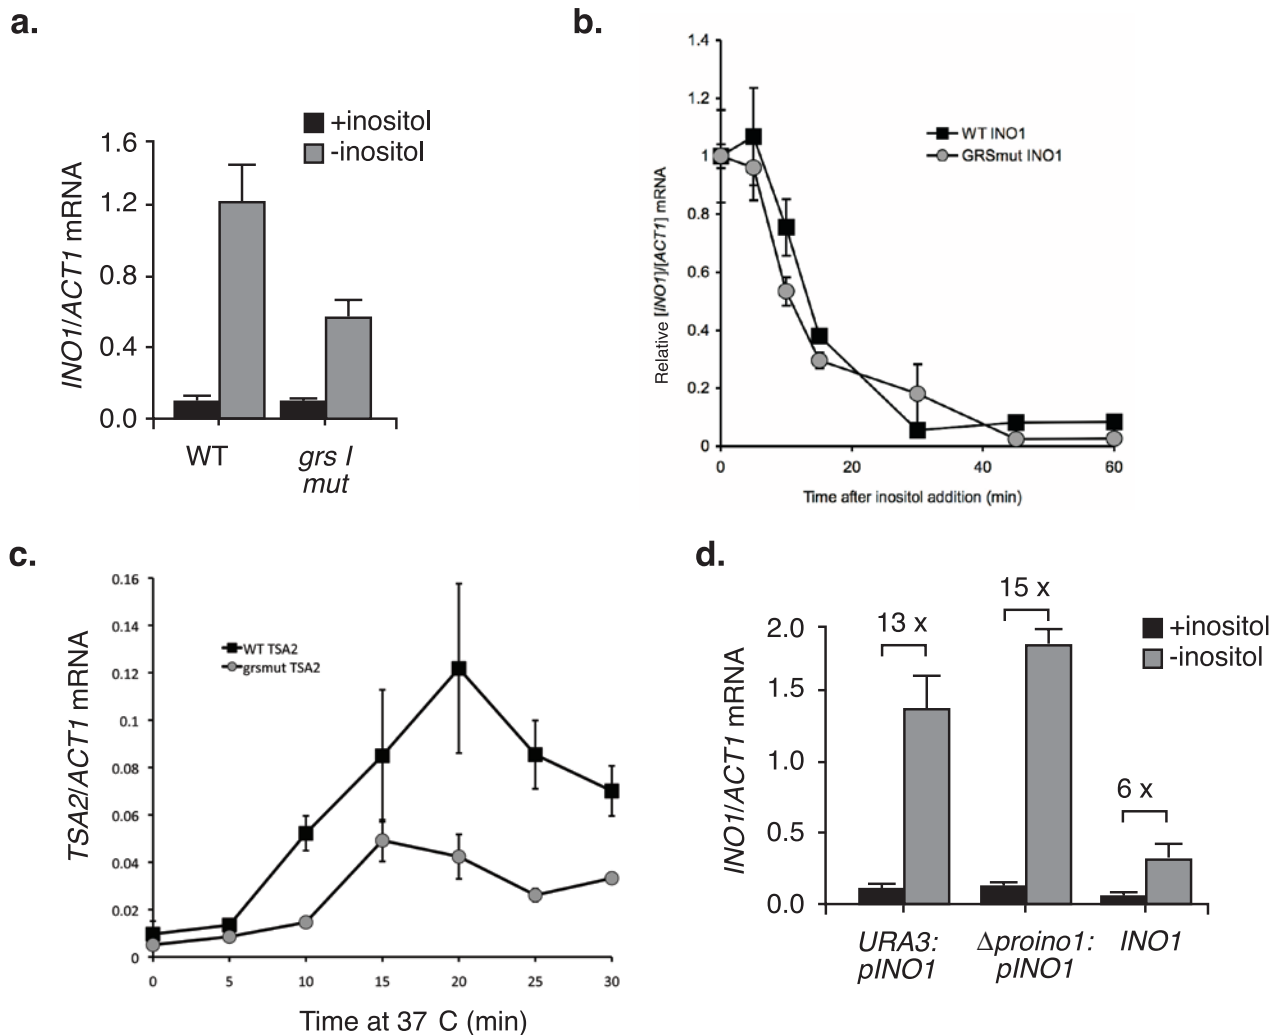 a.
+inositol
-inositol
INO1/ACT1 mRNA
1.6
1.2
0.8
0.4
0.0
WT
grs I
mut
b.
Relative [INO1]/[ACT1] mRNA
1.4
1.2
1
0.8
0.6
0.4
0.2
0
WT INO1
GRSmut INO1
0 20 40 60
Time after inositol addition (min)
c.
TSA2/ACT1 mRNA
0.16
0.14
0.12
0.1
0.08
0.06
0.04
0.02
0
WT TSA2
grsmut TSA2
0 5 10 15 20 25 30
Time at 37 C (min)
d.
INO1/ACT1 mRNA
2.0
1.5
1.0
0.5
0.0
13 x
15 x
6 x
+inositol
-inositol
URA3:
pINO1
Δproino1:
pINO1
INO1